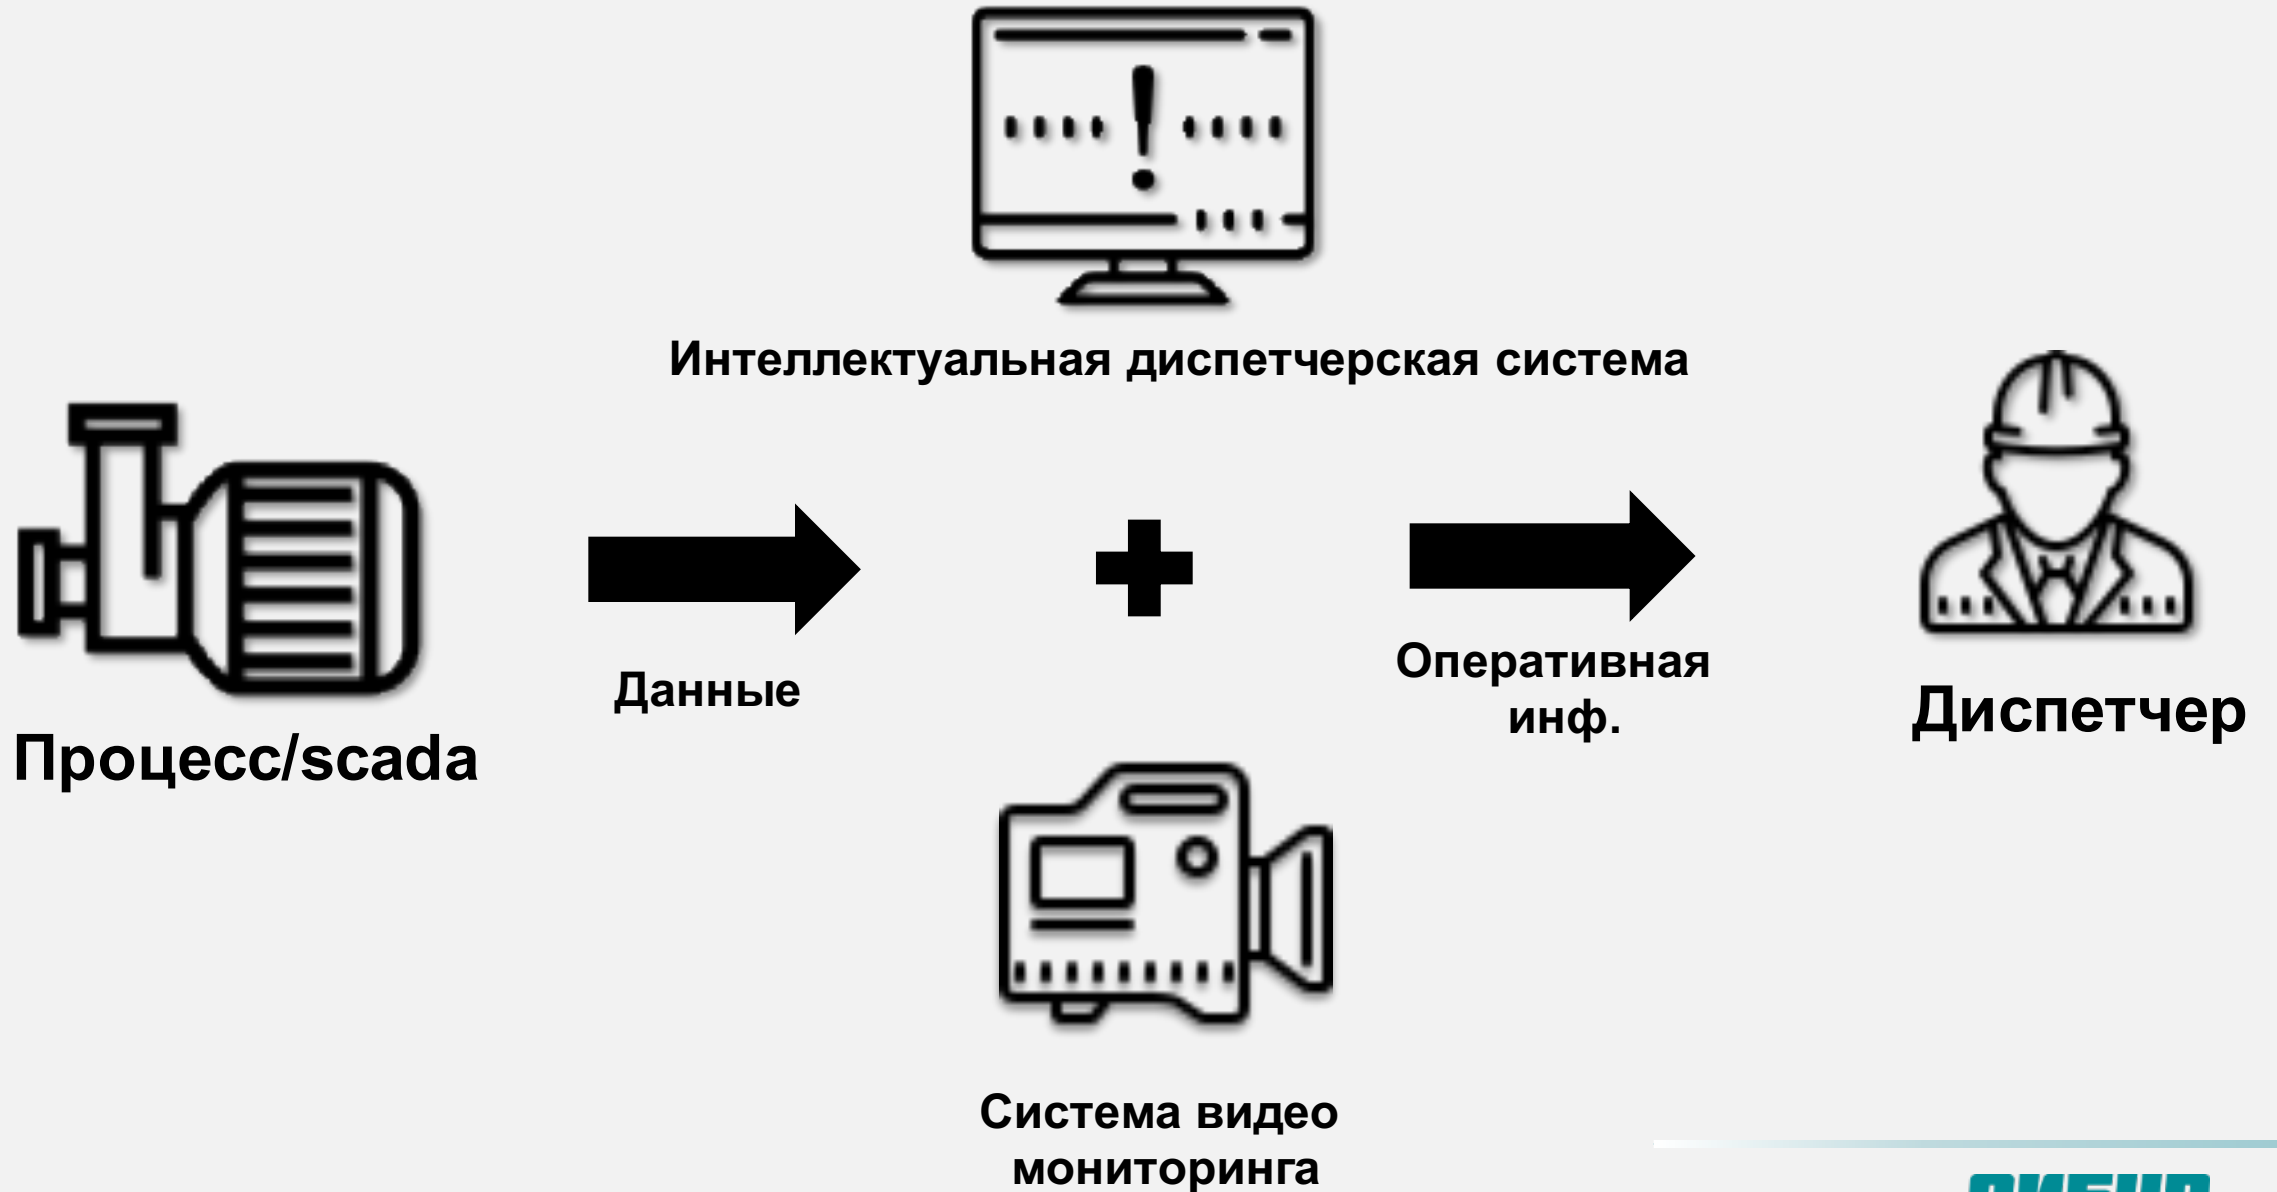 Интеллектуальная диспетчерская система
Данные
Оперативная
инф.
Процесс/scada
Диспетчер
Система видео
мониторинга